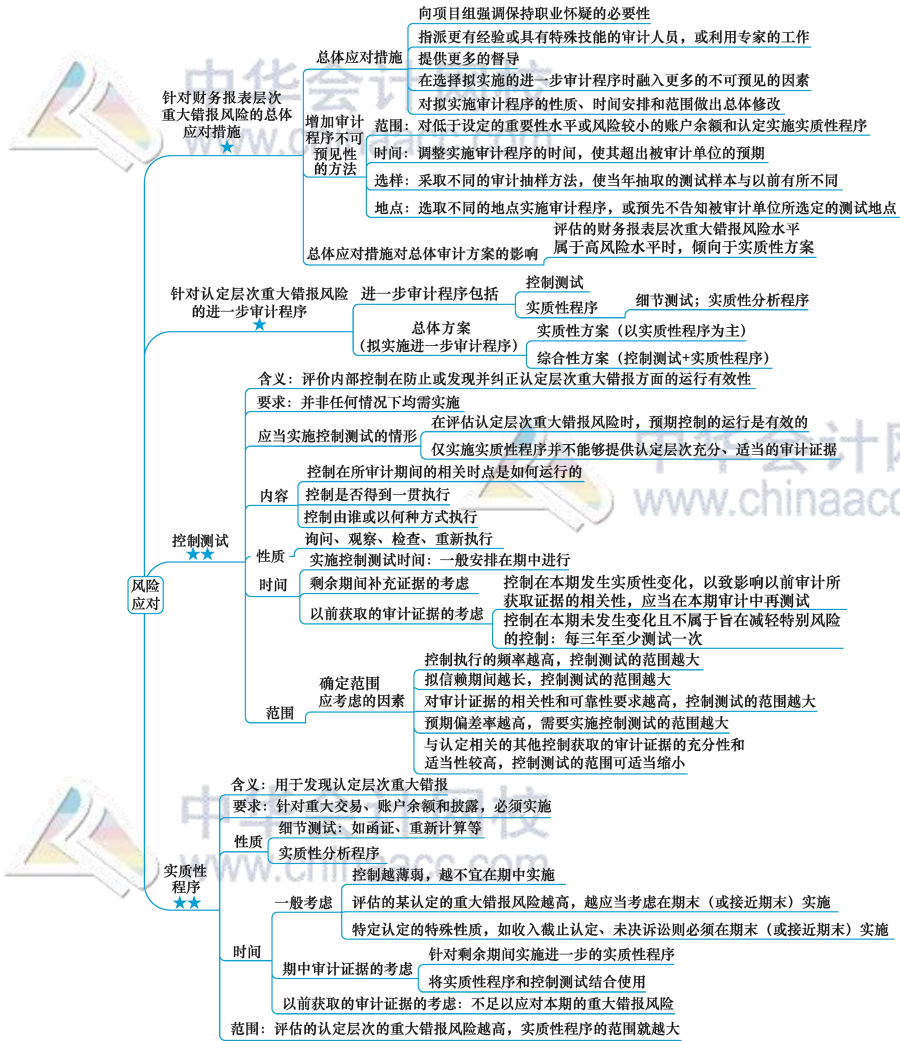 向项目组强调保持职业怀疑的必要性
指派更有经验或具有特殊技能的审计人员，或利用专家的工作
总体应对措施
提供更多的督导
在选择拟实施的进一步审计程序时融入更多的不可预见的因素
对拟实施审计程序的性质、时间安排和范围做出总体修改
针对财务报表层次
重大错报风险的总体
应对措施
增加审计
程序不可
预见性
的方法
范围：对低于设定的重要性水平或风险较小的账户余额和认定实施实质性程序
时间：调整实施审计程序的时间，使其超出被审计单位的预期
选样：采取不同的审计抽样方法，使当年抽取的测试样本与以前有所不同
地点：选取不同的地点实施审计程序，或预先不告知被审计单位所选定的测试地点
总体应对措施对总体审计方案的影响
评估的财务报表层次重大错报风险水平
属于高风险水平时，倾向于实质性方案
针对认定层次重大错报风险
的进一步审计程序
进一步审计程序包括
控制测试
实质性程序
细节测试；实质性分析程序
总体方案
（拟实施进一步审计程序）
实质性方案（以实质性程序为主）
综合性方案（控制测试+实质性程序）
风险
应对
控制测试
含义：评价内部控制在防止或发现并纠正认定层次重大错报方面的运行有效性
要求：并非任何情况下均需实施
应当实施控制测试的情形
在评估认定层次重大错报风险时，预期控制的运行是有效的
仅实施实质性程序并不能够提供认定层次充分、适当的审计证据
内容
控制在所审计期间的相关时点是如何运行的
控制是否得到一贯执行
控制由谁或以何种方式执行
性质
询问、观察、检查、重新执行
时间
实施控制测试时间：一般安排在期中进行
剩余期间补充证据的考虑
以前获取的审计证据的考虑
控制在本期发生实质性变化，以致影响以前审计所
获取证据的相关性，应当在本期审计中再测试
控制在本期未发生变化且不属于旨在减轻特别风险
的控制：每三年至少测试一次
范围
确定范围
应考虑的因素
控制执行的频率越高，控制测试的范围越大
拟信赖期间越长，控制测试的范围越大
对审计证据的相关性和可靠性要求越高，控制测试的范围越大
预期偏差率越高，需要实施控制测试的范围越大
与认定相关的其他控制获取的审计证据的充分性和
适当性较高，控制测试的范围可适当缩小
实质性
程序
含义：用于发现认定层次重大错报
要求：针对重大交易、账户余额和披露，必须实施
性质
细节测试：如函证、重新计算等
实质性分析程序
时间
一般考虑
控制越薄弱，越不宜在期中实施
评估的某认定的重大错报风险越高，越应当考虑在期末（或接近期末）实施
特定认定的特殊性质，如收入截止认定、未决诉讼则必须在期末（或接近期末）实施
期中审计证据的考虑
针对剩余期间实施进一步的实质性程序
将实质性程序和控制测试结合使用
以前获取的审计证据的考虑：不足以应对本期的重大错报风险
范围：评估的认定层次的重大错报风险越高，实质性程序的范围就越大
中华会计网校
www.chinaacc.com
中华会计网
www.chinaacc
中华会计网校
www.chinaacc.com